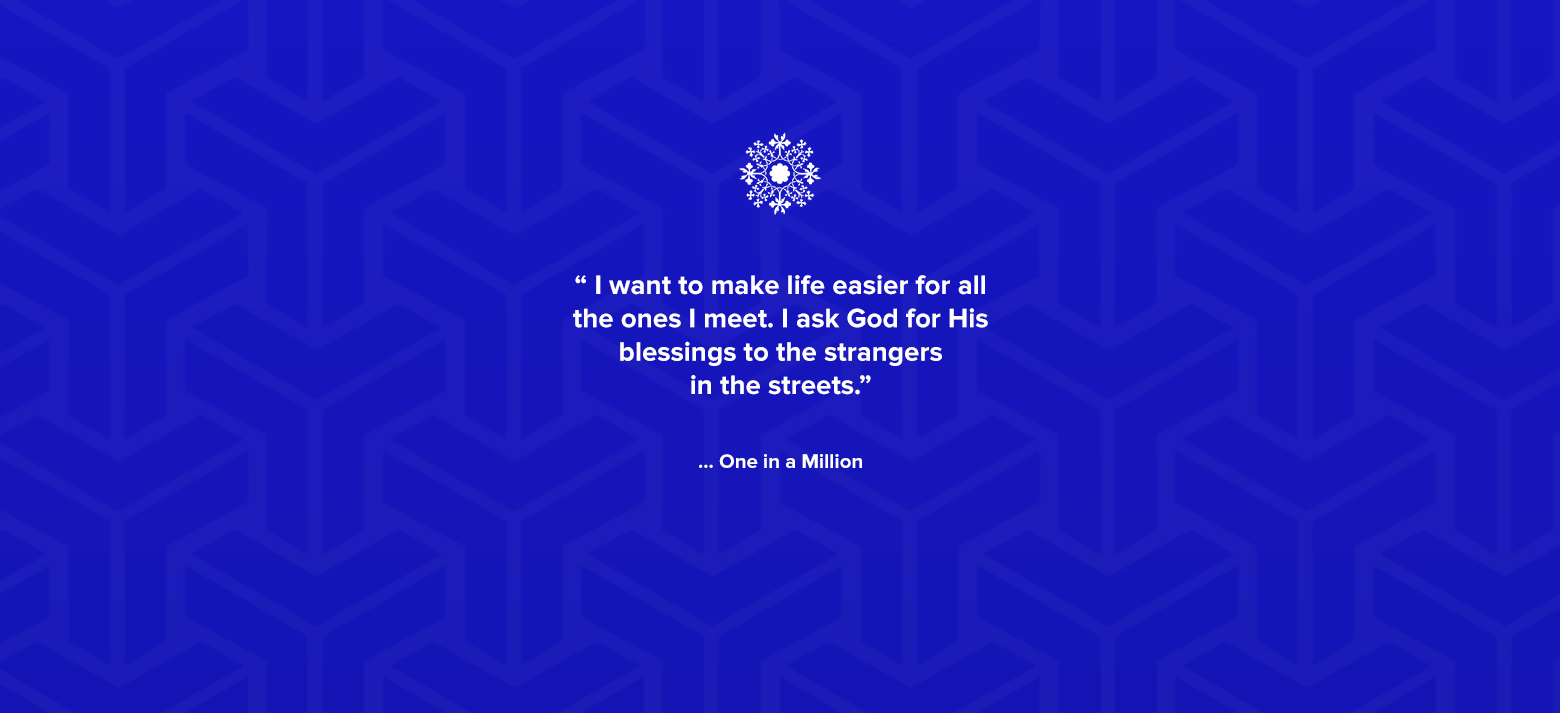 “ I want to make life easier for all
the ones I meet. I ask God for His
blessings to the strangers
in the streets.”
... One in a Million